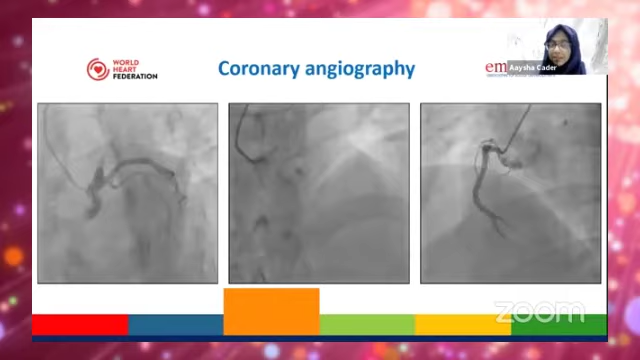 WORLD
HEART
FEDERATION
Coronary angiography
em
Aaysha Cader
zoom